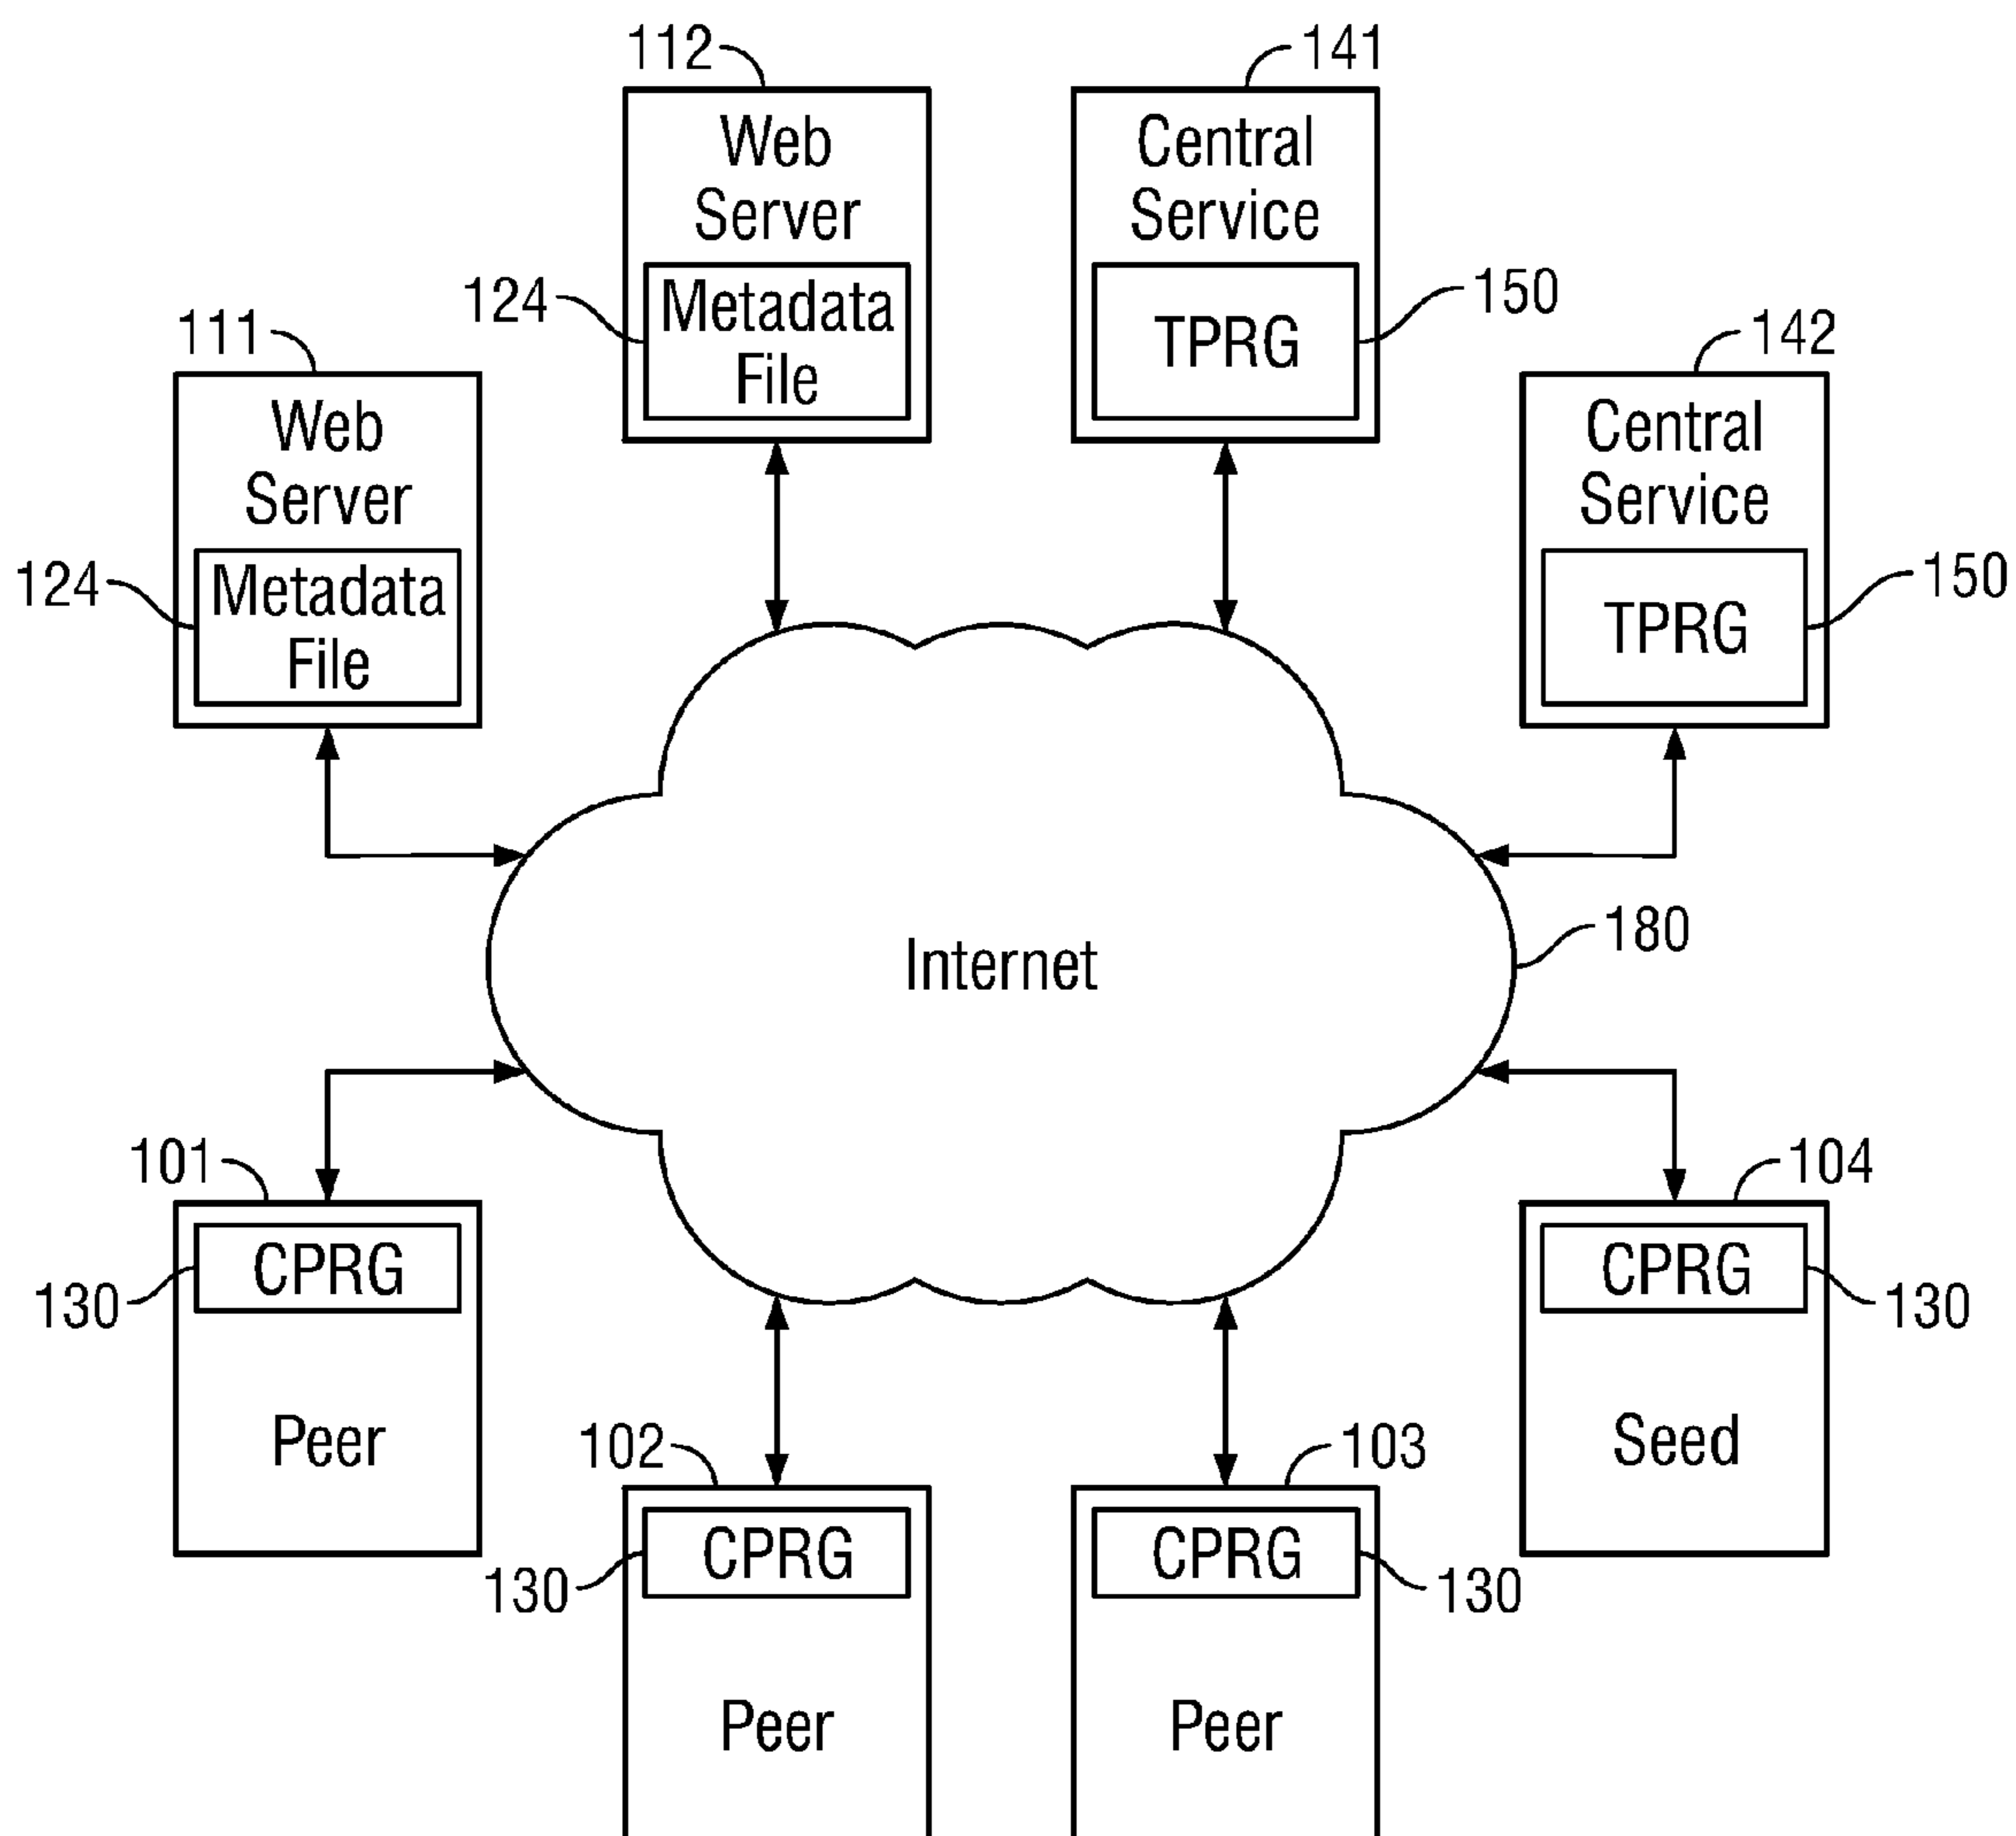 112
141
Web
Server
Central
Service
124
Metadata
File
TPRG
150
111
142
Web
Server
Central
Service
124
Metadata
File
TPRG
150
Internet
180
101
104
CPRG
CPRG
130
130
Peer
Seed
102
103
CPRG
CPRG
130
130
Peer
Peer